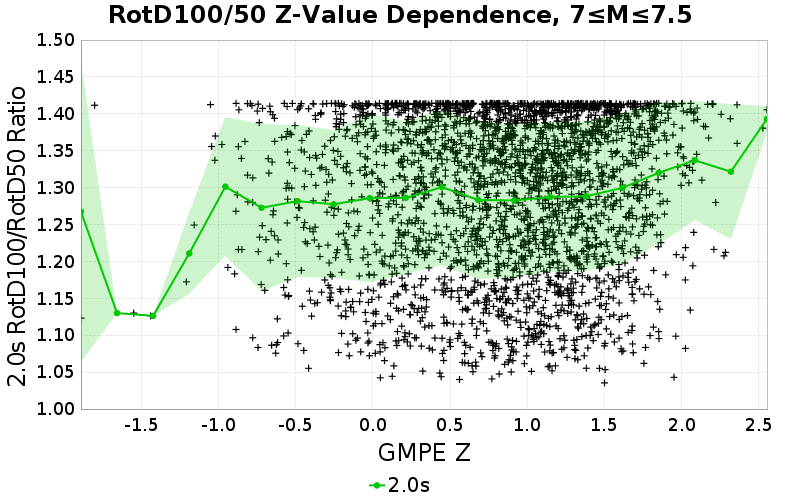 RotD100/50 Z-Value Dependence, 7≤M≤7.5
2.0s RotD100/RotD50 Ratio
1.50
1.45
1.40
1.35
1.30
1.25
1.20
1.15
1.10
1.05
1.00
-1.5 -1.0 -0.5 0.0 0.5 1.0 1.5 2.0 2.5
GMPE Z
2.0s